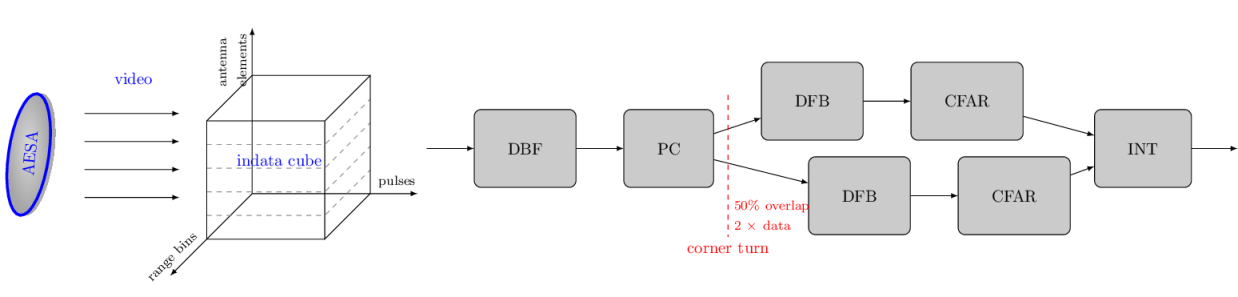 AESA
video
antenna
elements
indata cube
pulses
range bins
DBF
PC
DFB
CFAR
DFB
CFAR
INT
50% overlap
2 × data
corner turn